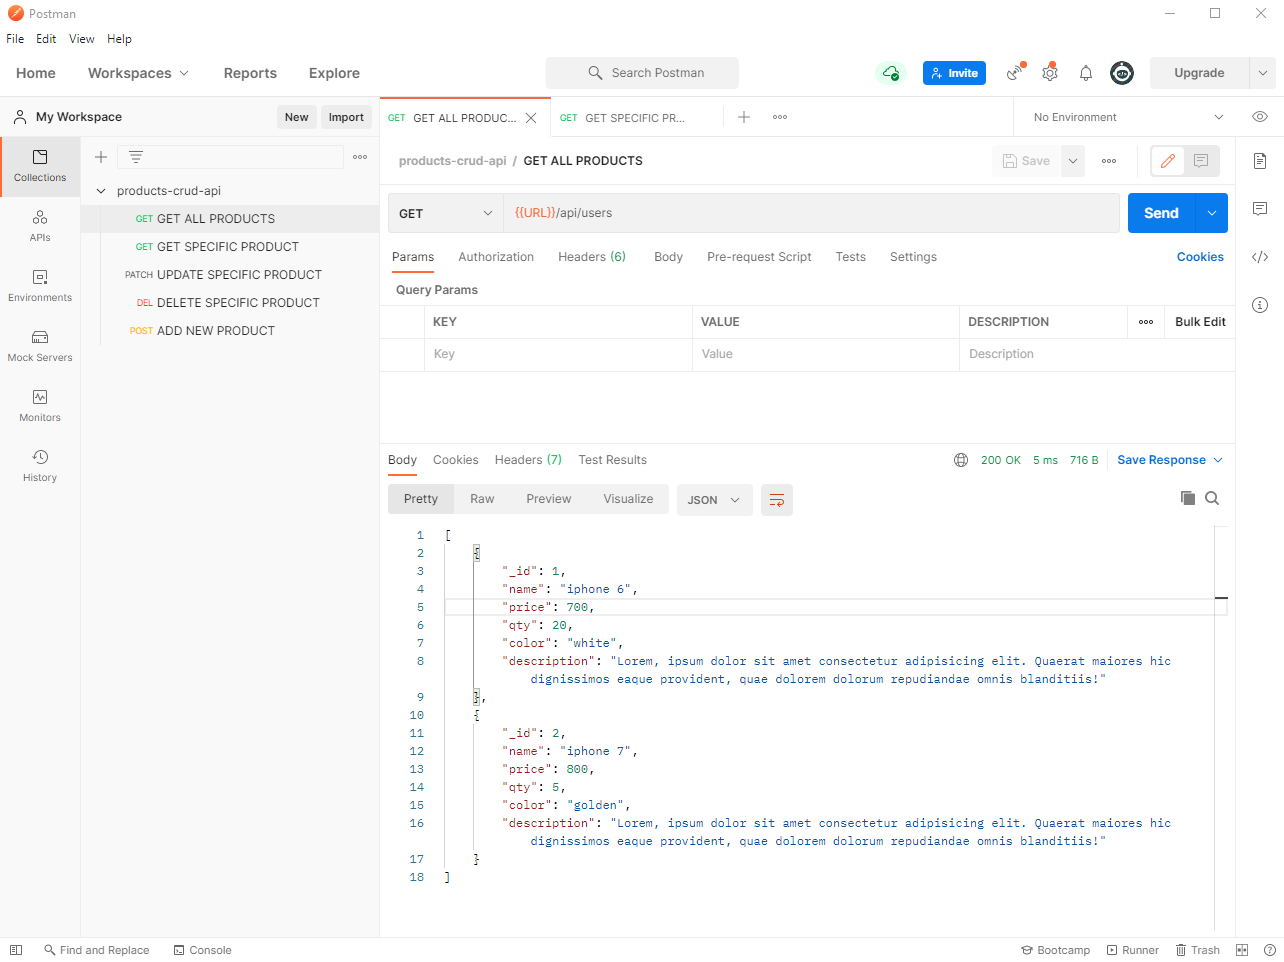 Postman
File Edit View Help
Home Workspaces Reports Explore Search Postman Invite Upgrade
My Workspace New Import GET GET ALL PRODUC... GET GET SPECIFIC PR... No Environment
products-crud-api / GET ALL PRODUCTS Save
Collections
APIs
Environments
Mock Servers
Monitors
History
products-crud-api
GET GET ALL PRODUCTS
GET GET SPECIFIC PRODUCT
PATCH UPDATE SPECIFIC PRODUCT
DEL DELETE SPECIFIC PRODUCT
POST ADD NEW PRODUCT
GET {{URL}}/api/users Send
Params Authorization Headers (6) Body Pre-request Script Tests Settings Cookies
Query Params
KEY VALUE DESCRIPTION Bulk Edit
Key Value Description
Body Cookies Headers (7) Test Results 200 OK 5 ms 716 B Save Response
Pretty Raw Preview Visualize JSON
1 [
2 {
3 "_id": 1,
4 "name": "iphone 6",
5 "price": 700,
6 "qty": 20,
7 "color": "white",
8 "description": "Lorem, ipsum dolor sit amet consectetur adipisicing elit. Quaerat maiores hic
dignissimos eaque provident, quae dolorem dolorum repudiandae omnis blanditiis!"
9 },
10 {
11 "_id": 2,
12 "name": "iphone 7",
13 "price": 800,
14 "qty": 5,
15 "color": "golden",
16 "description": "Lorem, ipsum dolor sit amet consectetur adipisicing elit. Quaerat maiores hic
dignissimos eaque provident, quae dolorem dolorum repudiandae omnis blanditiis!"
17 }
18 ]
Find and Replace Console Bootcamp Runner Trash